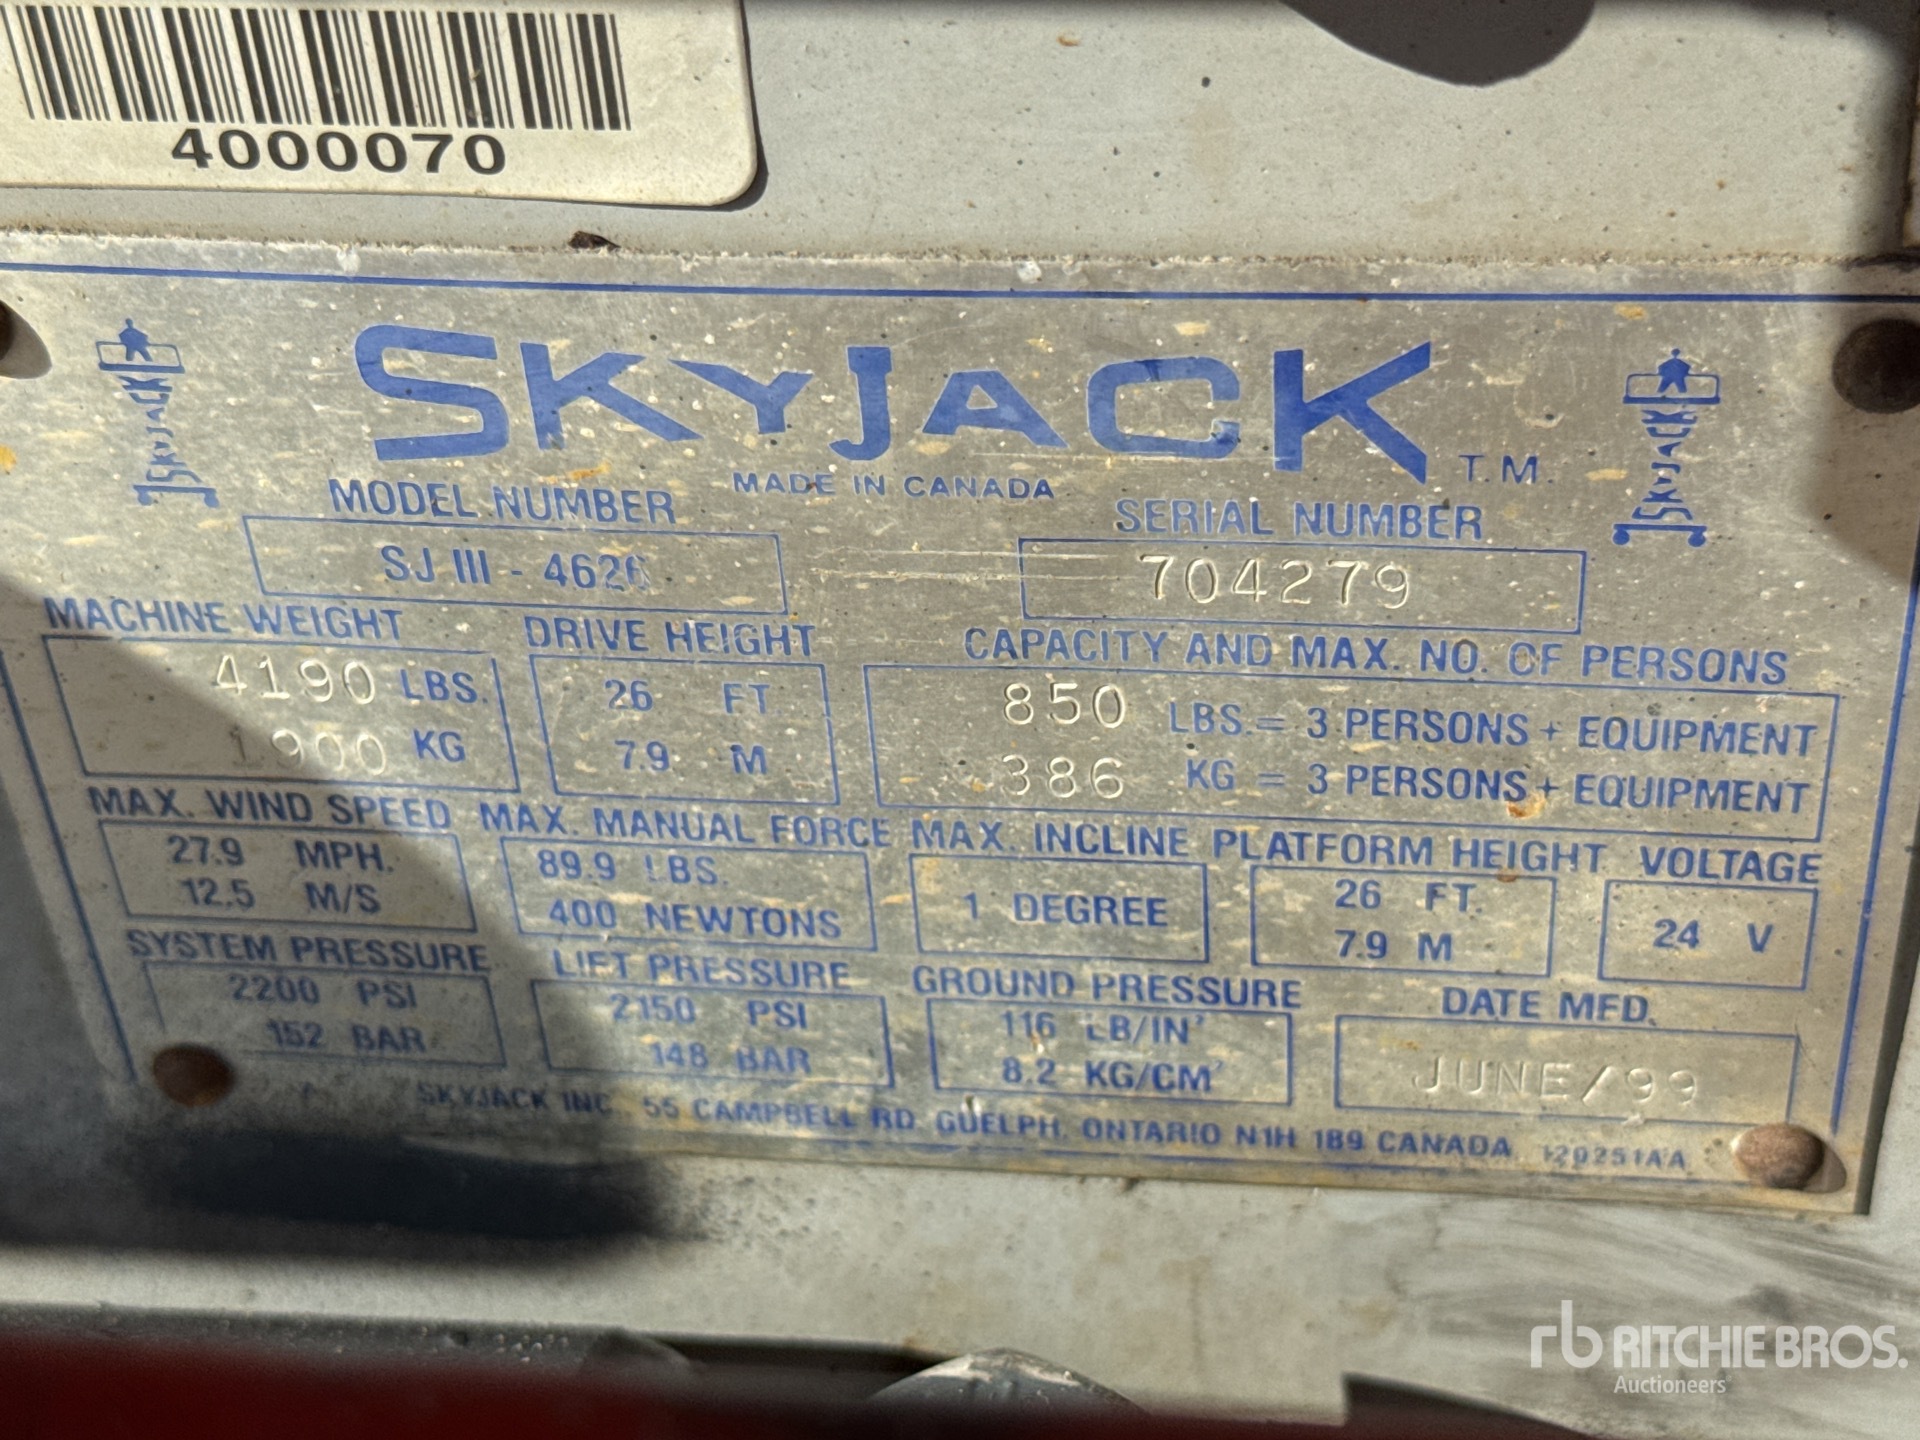 4000070
SKYJACK T.M.
SKYJACK
SKYJACK
MADE IN CANADA
MODEL NUMBER SERIAL NUMBER
SJ III - 4626 704279
MACHINE WEIGHT DRIVE HEIGHT CAPACITY AND MAX. NO. OF PERSONS
4190 LBS. 26 FT 850 LBS. = 3 PERSONS + EQUIPMENT
1900 KG 7.9 M 386 KG = 3 PERSONS + EQUIPMENT
MAX. WIND SPEED MAX. MANUAL FORCE MAX. INCLINE PLATFORM HEIGHT VOLTAGE
27.9 MPH. 89.9 LBS. 1 DEGREE 26 FT. 24 V
12.5 M/S 400 NEWTONS 7.9 M
SYSTEM PRESSURE LIFT PRESSURE GROUND PRESSURE DATE MFD.
2200 PSI 2150 PSI 116 LB/IN² JUNE/99
152 BAR 148 BAR 8.2 KG/CM²
SKYJACK INC. 55 CAMPBELL RD. GUELPH, ONTARIO N1H 1B9 CANADA 120251AA
rb RITCHIE BROS.
Auctioneers